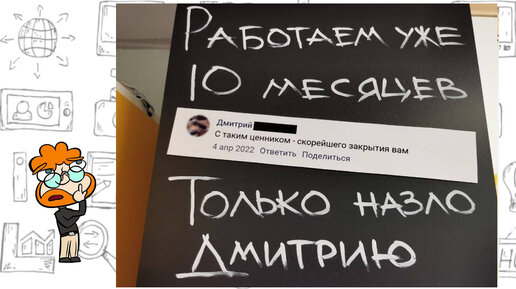 Работаем уже
10 месяцев
Дмитрий
С таким ценником - скорейшего закрытия вам
4 апр 2022 Ответить Поделиться
Только назло
Дмитрию